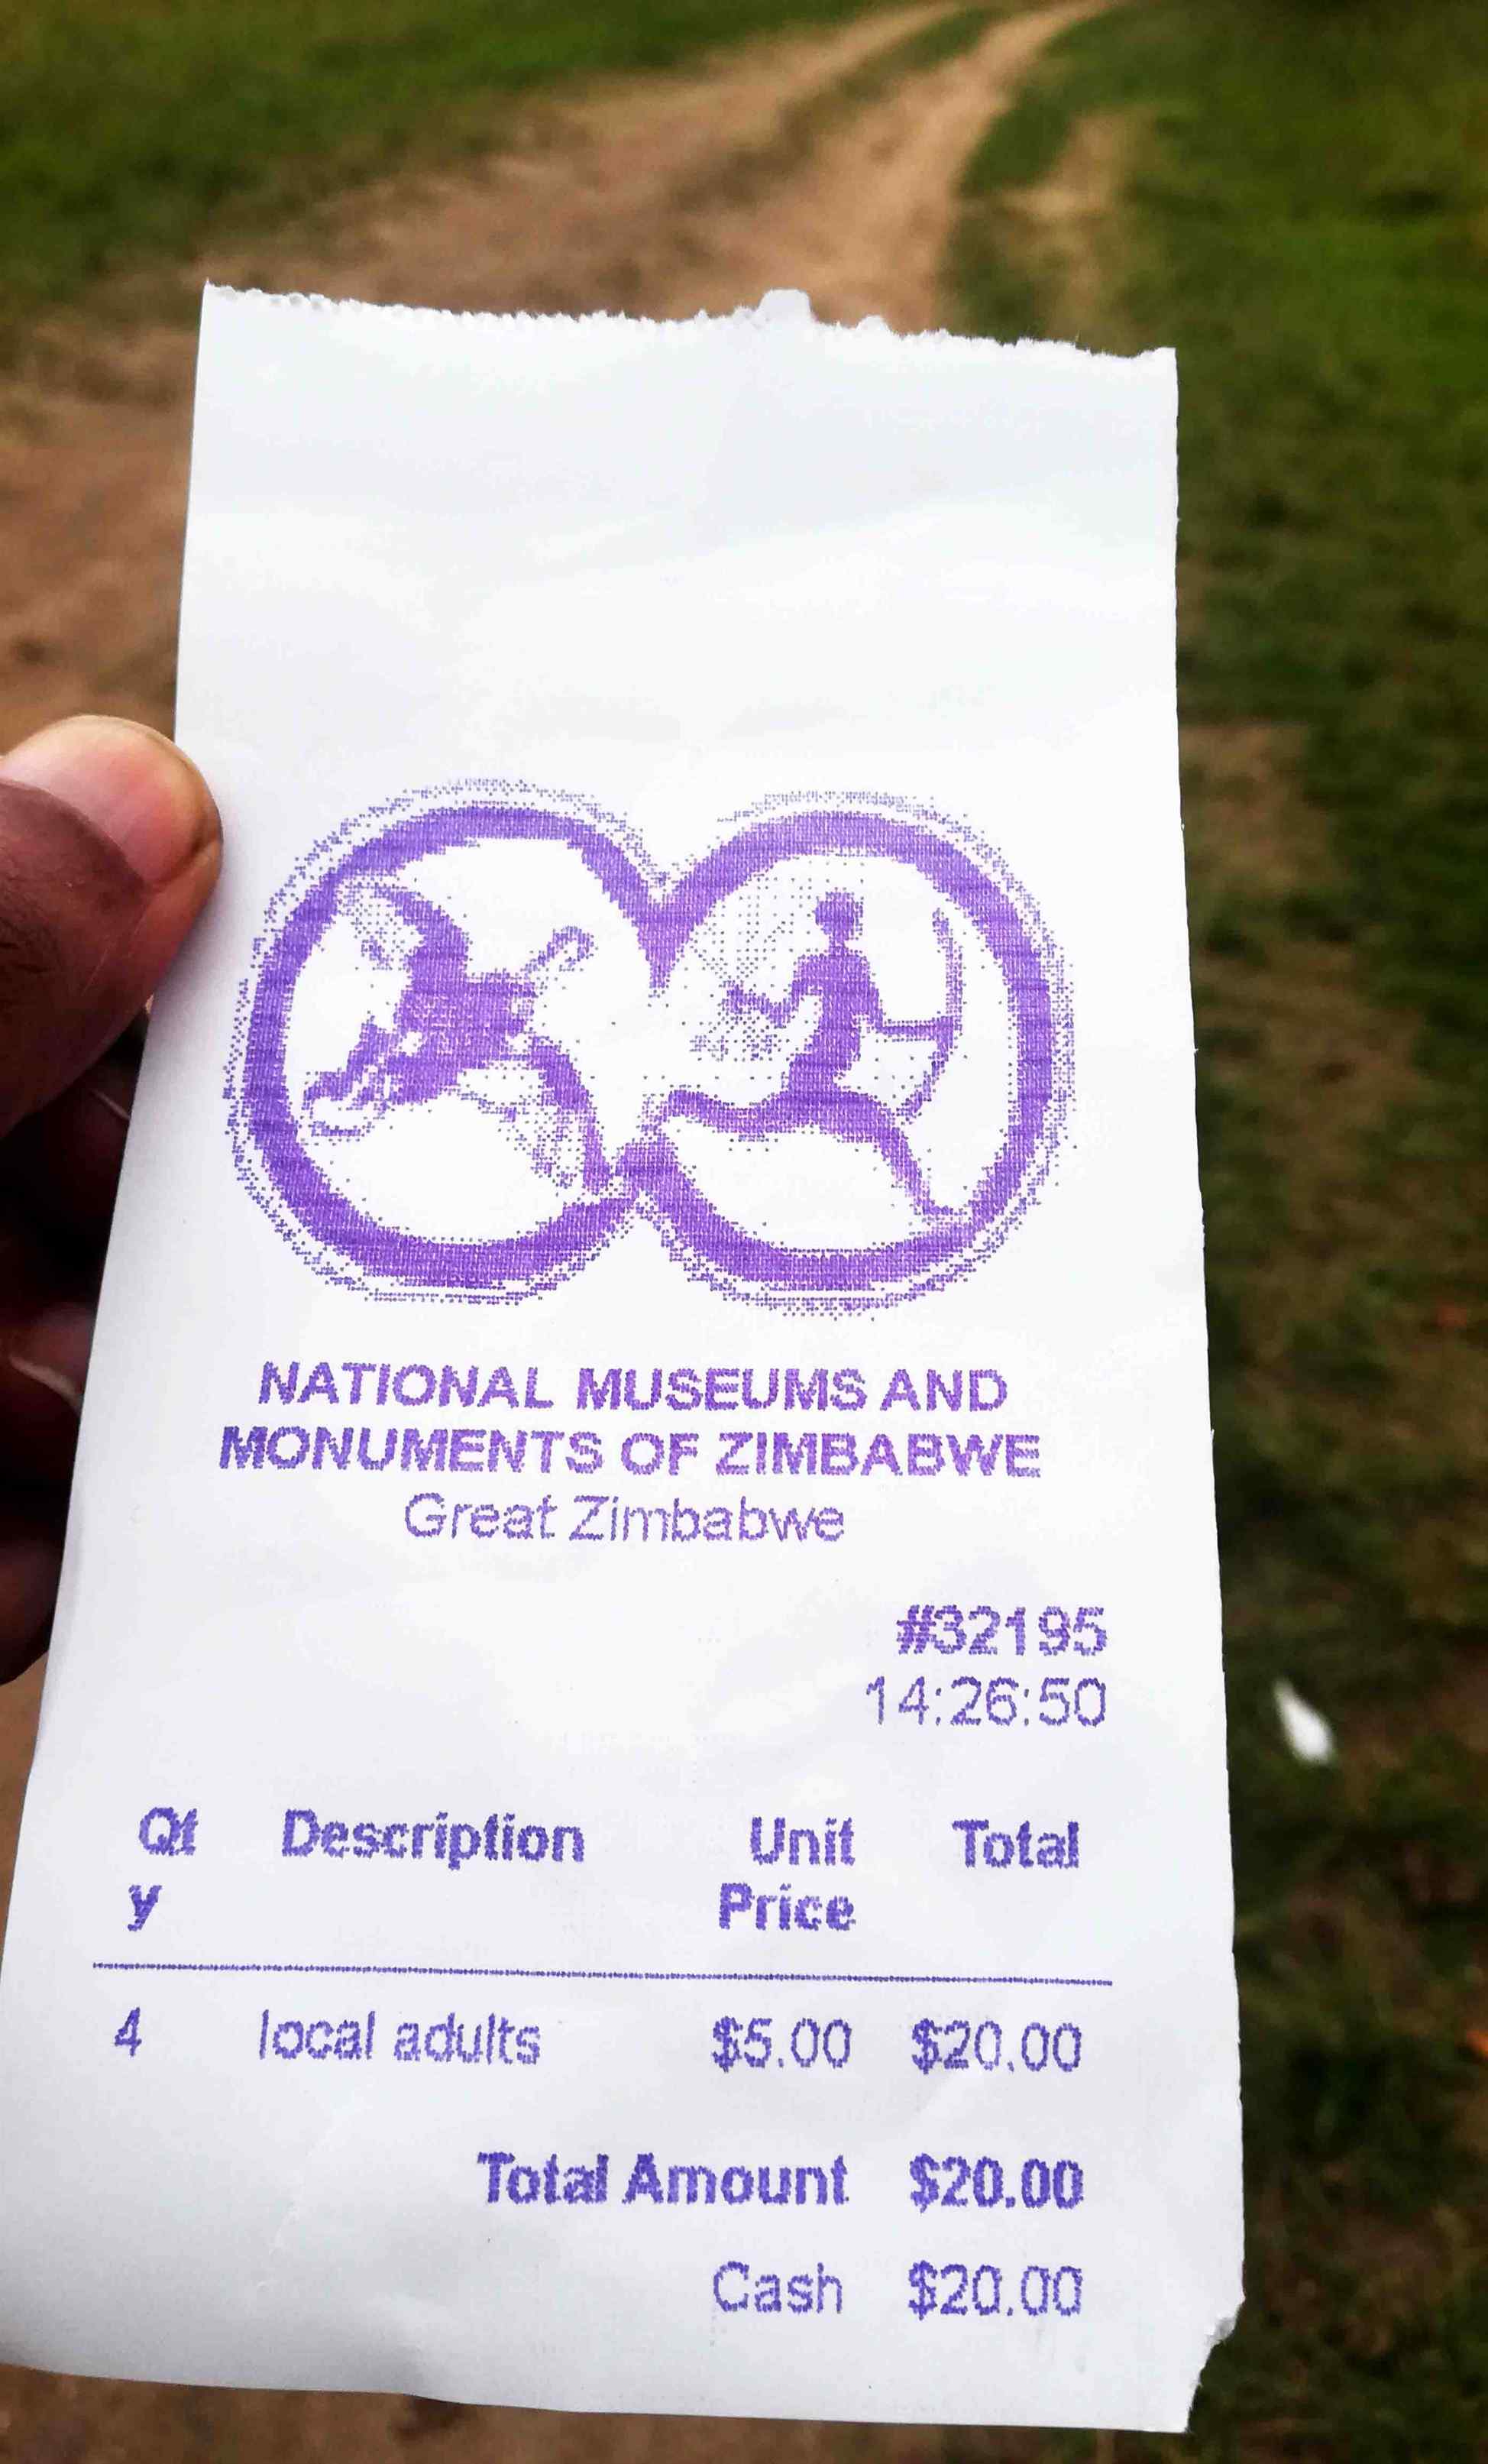 NATIONAL MUSEUMS AND
MONUMENTS OF ZIMBABWE
Great Zimbabwe
#32195
14:26:50
Qt Description Unit Total
y Price
4 local adults $5.00 $20.00
Total Amount $20.00
Cash $20.00